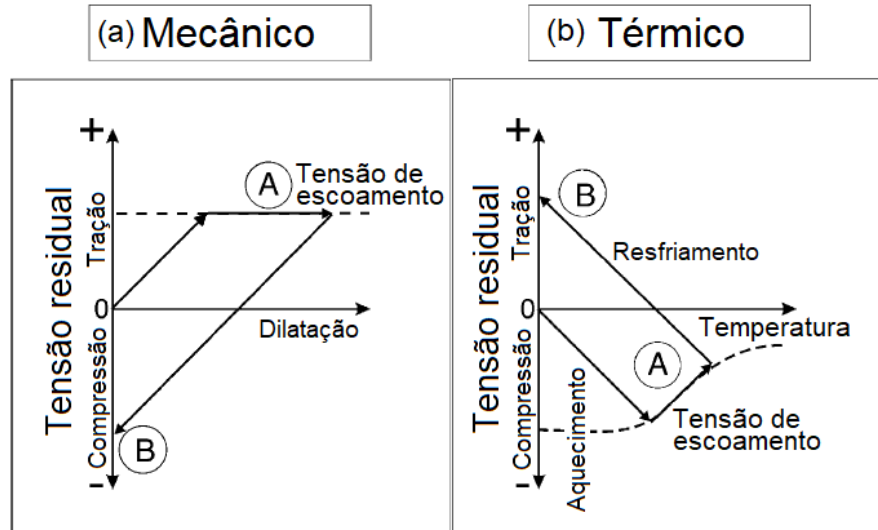 (a) Mecânico
+
Tensão residual
Tração
0
Compressão
-
A
Tensão de
escoamento
Dilatação
B
(b) Térmico
+
Tensão residual
Tração
0
Compressão
-
B
Resfriamento
Temperatura
A
Aquecimento
Tensão de
escoamento